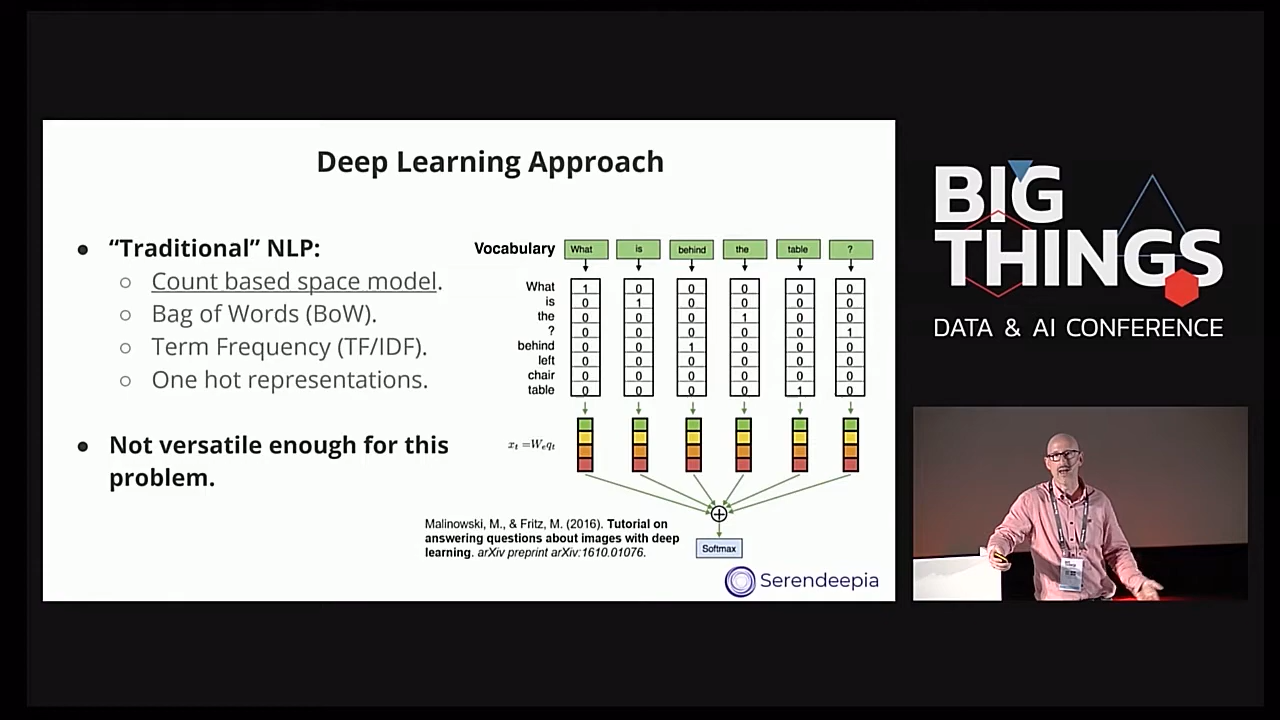 Deep Learning Approach
● “Traditional” NLP:
○ Count based space model.
○ Bag of Words (BoW).
○ Term Frequency (TF/IDF).
○ One hot representations.
● Not versatile enough for this
problem.
Vocabulary What is behind the table ?
What 1 0 0 0 0 0
is 0 1 0 0 0 0
the 0 0 0 1 0 0
? 0 0 0 0 0 1
behind 0 0 1 0 0 0
left 0 0 0 0 0 0
chair 0 0 0 0 0 0
table 0 0 0 0 1 0
xₜ =Wₑqₜ
Softmax
Malinowski, M., & Fritz, M. (2016). Tutorial on
answering questions about images with deep
learning. arXiv preprint arXiv:1610.01076.
Serendeepia
BIG
THINGS
DATA & AI CONFERENCE